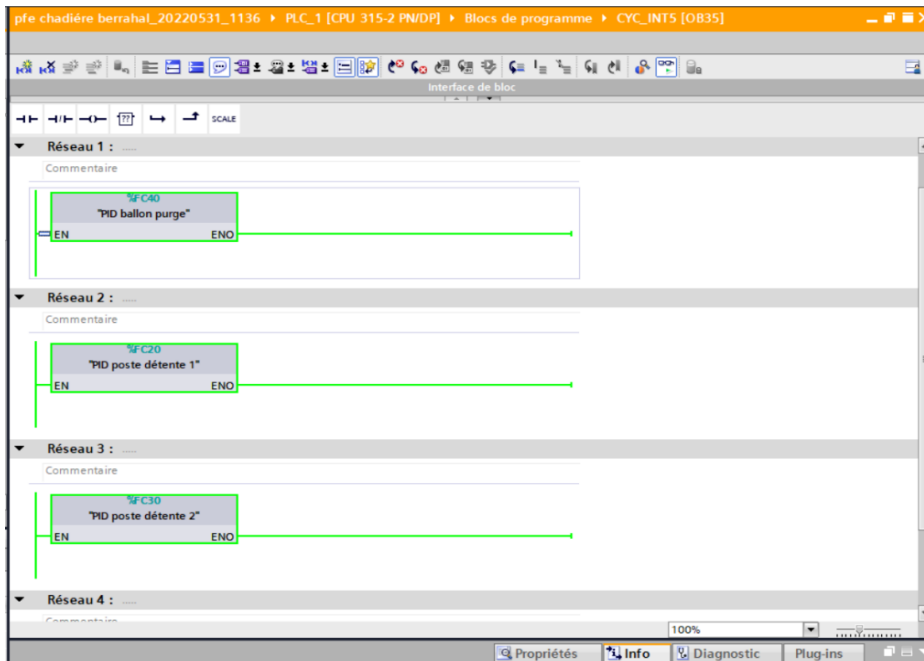 pfe chadiére berrahal_20220531_1136 ▸ PLC_1 [CPU 315-2 PN/DP] ▸ Blocs de programme ▸ CYC_INT5 [OB35]
Interface de bloc
?? SCALE
Réseau 1 : .....
Commentaire
%FC40
"PID ballon purge"
EN ENO
Réseau 2 : .....
Commentaire
%FC20
"PID poste détente 1"
EN ENO
Réseau 3 : .....
Commentaire
%FC30
"PID poste détente 2"
EN ENO
Réseau 4 : .....
Commentaire
100%
Propriétés Info Diagnostic Plug-ins